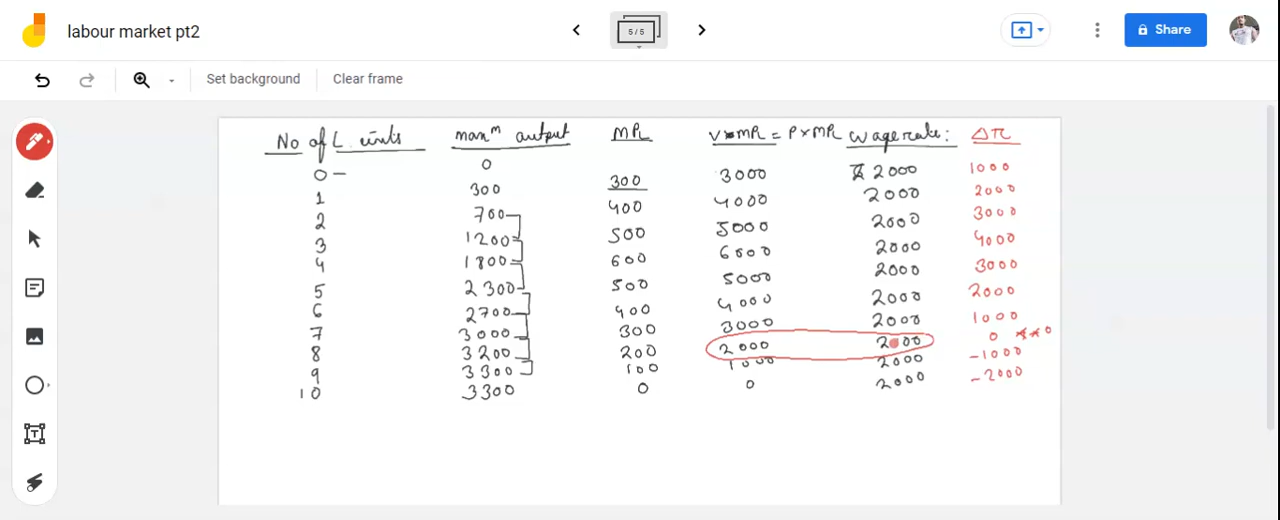 labour market pt2
5 / 5
Share
Set background Clear frame
No of L units maxᵐ output MPL VMPL = P×MPL Wage rate: Δπ
0 – 0
1 300 300 3000 ₹ 2000 1000
2 700 400 4000 2000 2000
3 1200 500 5000 2000 3000
4 1800 600 6000 2000 4000
5 2300 500 5000 2000 3000
6 2700 400 4000 2000 2000
7 3000 300 3000 2000 1000
8 3200 200 2000 2000 0
9 3300 100 1000 2000 -1000
10 3300 0 0 2000 -2000